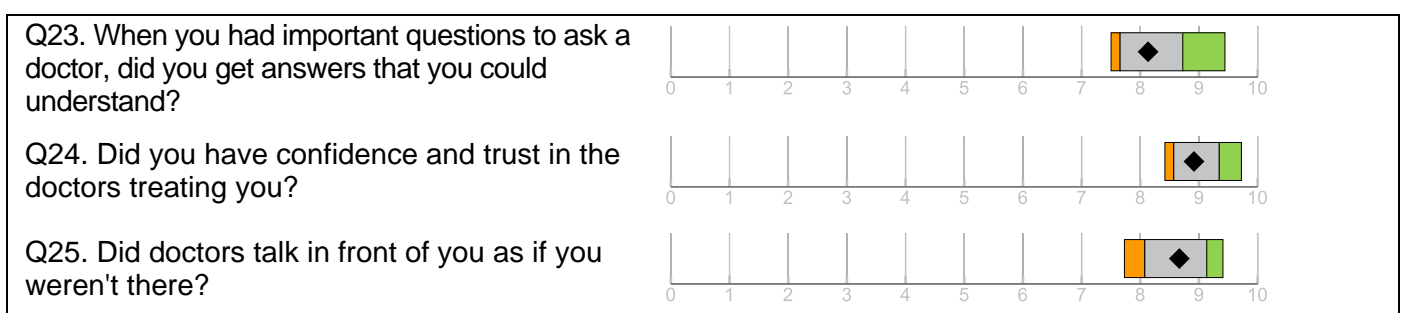 Q23. When you had important questions to ask a
doctor, did you get answers that you could
understand?
0 1 2 3 4 5 6 7 8 9 10
Q24. Did you have confidence and trust in the
doctors treating you?
0 1 2 3 4 5 6 7 8 9 10
Q25. Did doctors talk in front of you as if you
weren't there?
0 1 2 3 4 5 6 7 8 9 10